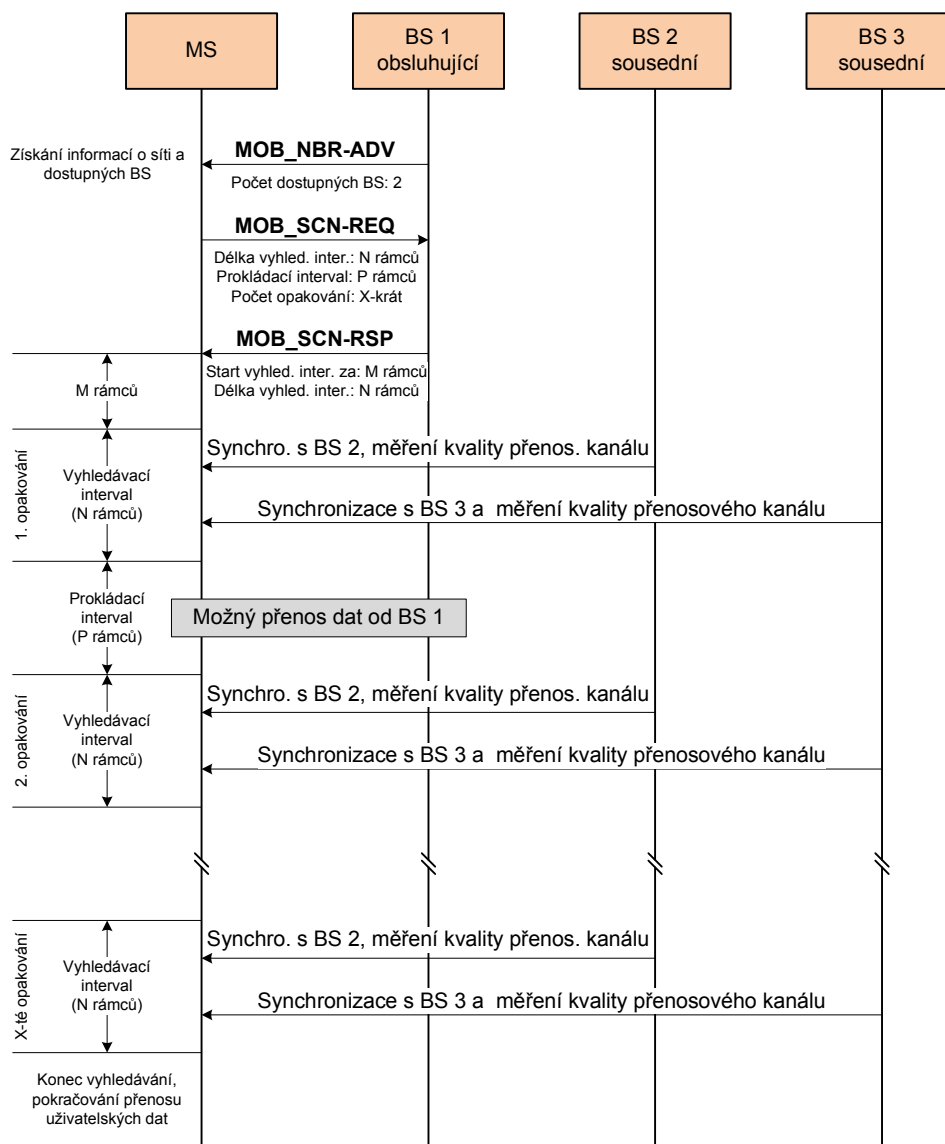 MS
BS 1
obsluhující
BS 2
sousední
BS 3
sousední
Získání informací o síti a
dostupných BS
MOB_NBR-ADV
Počet dostupných BS: 2
MOB_SCN-REQ
Délka vyhled. inter.: N rámců
Prokládací interval: P rámců
Počet opakování: X-krát
MOB_SCN-RSP
Start vyhled. inter. za: M rámců
Délka vyhled. inter.: N rámců
M rámců
1. opakování
Vyhledávací
interval
(N rámců)
Synchro. s BS 2, měření kvality přenos. kanálu
Synchronizace s BS 3 a měření kvality přenosového kanálu
Prokládací
interval
(P rámců)
Možný přenos dat od BS 1
2. opakování
Vyhledávací
interval
(N rámců)
Synchro. s BS 2, měření kvality přenos. kanálu
Synchronizace s BS 3 a měření kvality přenosového kanálu
X-té opakování
Vyhledávací
interval
(N rámců)
Synchro. s BS 2, měření kvality přenos. kanálu
Synchronizace s BS 3 a měření kvality přenosového kanálu
Konec vyhledávání,
pokračování přenosu
uživatelských dat